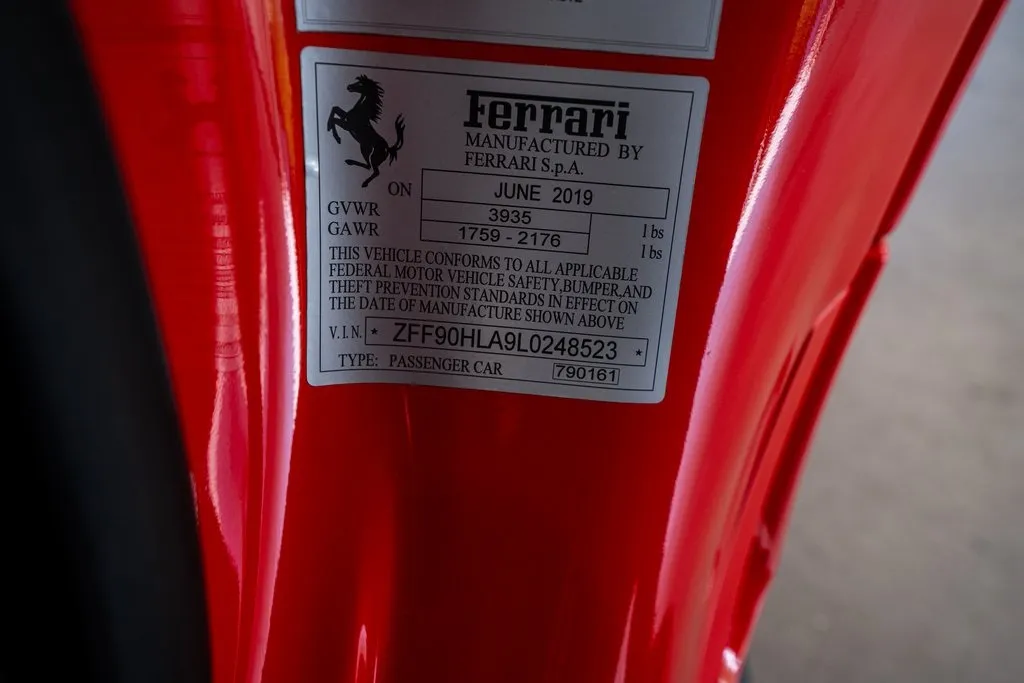 Ferrari
MANUFACTURED BY
FERRARI S.p.A.
ON JUNE 2019
GVWR 3935 lbs
GAWR 1759 - 2176 lbs
THIS VEHICLE CONFORMS TO ALL APPLICABLE
FEDERAL MOTOR VEHICLE SAFETY,BUMPER,AND
THEFT PREVENTION STANDARDS IN EFFECT ON
THE DATE OF MANUFACTURE SHOWN ABOVE
V.I.N. * ZFF90HLA9L0248523 *
TYPE: PASSENGER CAR 790161